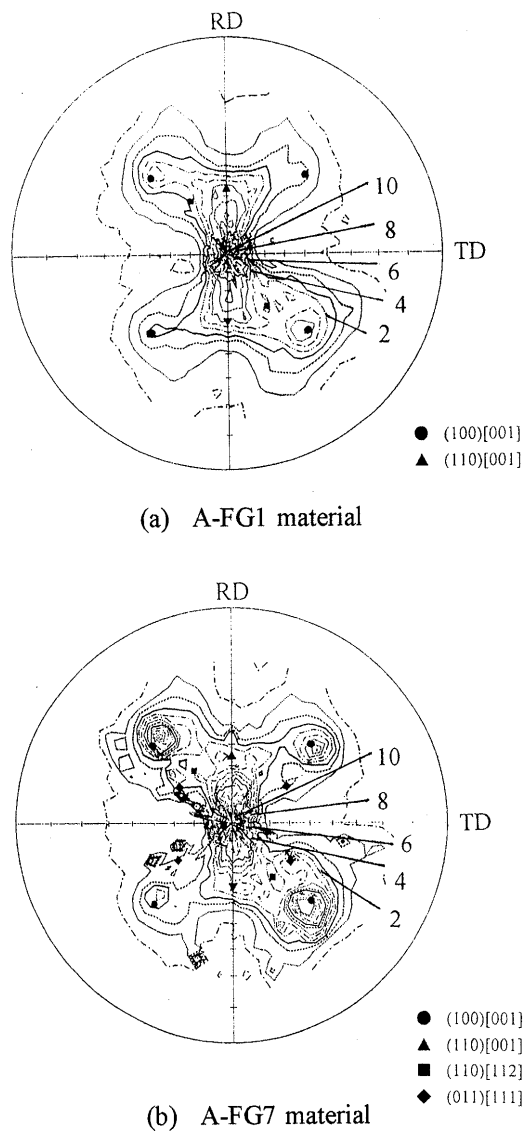 RD
10
8
TD
6
4
2
● (100)[001]
▲ (110)[001]
(a) A-FG1 material
RD
10
8
TD
6
4
2
● (100)[001]
▲ (110)[001]
■ (110)[112]
◆ (011)[111]
(b) A-FG7 material